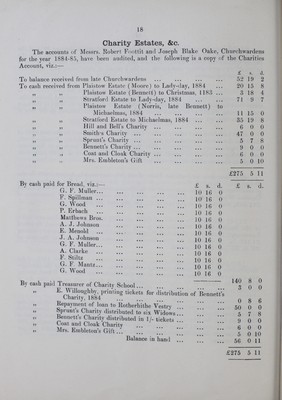 18
Charity Estates, &c.
The accounts of Messrs. Robert Foottit and Joseph Blake Oake, Churchwardens
for the year 1884-85, have been audited, and the following is a copy of the Charities
Account, viz.:—
£ s. d.
To balance received from late Churchwardens ... ... ... ... 52 19 2
To cash received from Plaistow Estate (Moore) to Lady-day, 1884 20 15 8
„ „ Plaistow Estate (Bennett) to Christmas, 1183 ... 3 18 4
„ „ Stratford Estate to Lady-day, 1884 ... ... 71 9 7
„ „ Plaistow Estate (Norris, late Bennett) to
Michaelmas, 1884 ... ... ... ... 11 15 0
„ „ Stratford Estate to Michaelmas, 1884 ... ... 35 19 8
„ „ Hill and Bell's Charity ... ... ... ... 6 0 0
„ „ Smith's Charity ... ... ... ... ... 47 0 0
„ „ Sprunt's Charity ... ... ... ... ... 5 7 8
„ „ Bennett's Charity ... ... ... ... ... 9 0 0
„ „ Coat and Cloak Charity ... ... ... ... 6 0 0
„ „ Mrs. Embleton's Gift ... ... ... ... 5 0 10
£275 5 11
By cash paid for Bread, viz.:— £ s. d. £ s. d.
G. F. Muller... ... ... ... ... 10 16 0
F. Spillman ... ... ... ... ... 10 16 0
G. Wood ... ... ... ... ... 10 16 0
P. Erbach ... ... ... ... ... 10 16 0
Matthews Bros. ... ... ... ... 10 16 0
A. J. Johnson ... ... ... ... 10 16 0
E. Menold ... ... ... ... ... 10 16 0
J. A. Johnson ... ... ... ... 10 16 0
G. F. Muller... ... ... ... ... 10 16 0
A. Clarke ... ... ... ... ... 10 16 0
F. Stiltz ... ... ... ... ... 10 16 0
G. F. Mantz... ... ... ... ... 10 16 0
G. Wood ... ... ... ... ... 10 16 0
140 8 0
By cash paid Treasurer of Charity School... ... ... ... ... 3 0 0
„ E. Willoughby, printing tickets for distribution of Bennett's
Charity, 1884 ... ... ... ... ... 0 8 6
„ Repayment of loan to Rotherhithe Vestry ... ... ... 50 0 0
„ Sprunt's Charity distributed to six Widows... ... ... 5 7 8
„ Bennett's Charity distributed in 1/- tickets ... ... ... 9 0 0
„ Coat and Cloak Charity ... ... ... ... 6 0 0
„ Mrs. Embleton's Gift ... ... ... ... ... 5 0 10
Balance in hand ... ... ... 56 0 11
£275 5 11